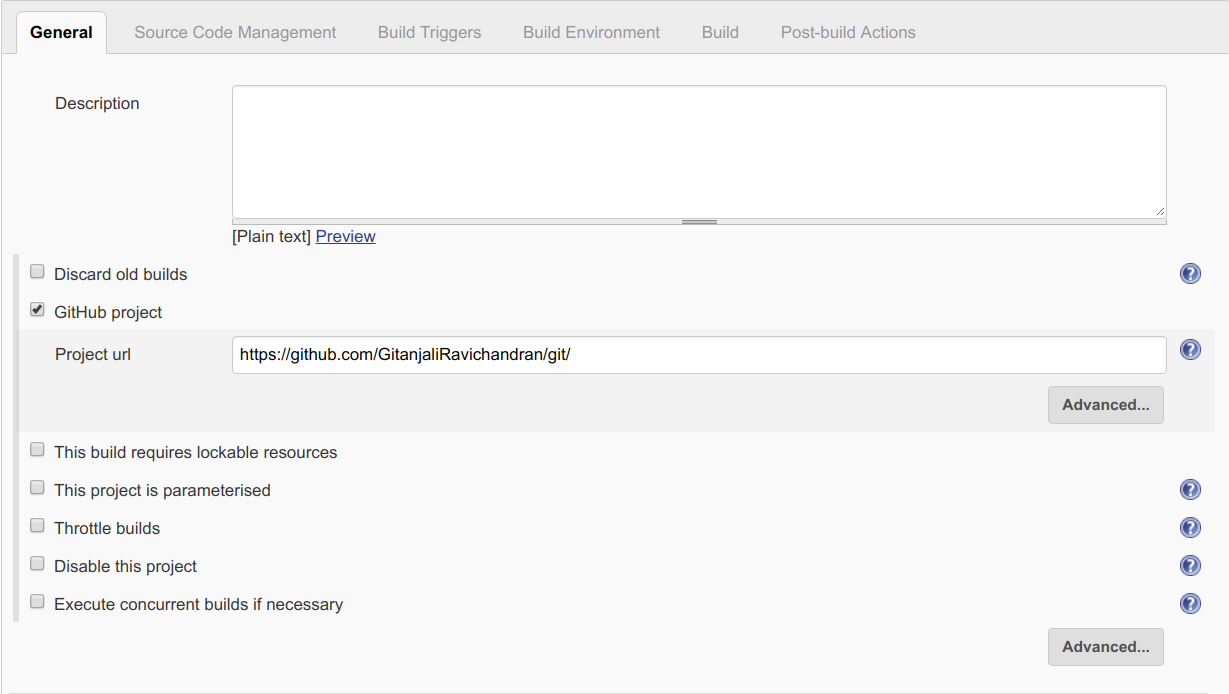 General Source Code Management Build Triggers Build Environment Build Post-build Actions
Description
[Plain text] Preview
Discard old builds
GitHub project
Project url https://github.com/GitanjaliRavichandran/git/
Advanced...
This build requires lockable resources
This project is parameterised
Throttle builds
Disable this project
Execute concurrent builds if necessary
Advanced...